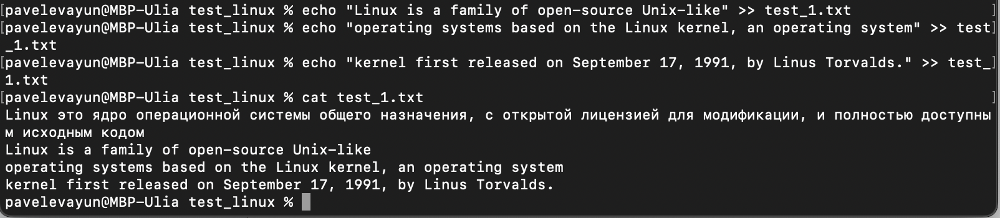 [pavelevayun@MBP-Ulia test_linux % echo "Linux is a family of open-source Unix-like" >> test_1.txt ]
[pavelevayun@MBP-Ulia test_linux % echo "operating systems based on the Linux kernel, an operating system" >> test]
_1.txt
[pavelevayun@MBP-Ulia test_linux % echo "kernel first released on September 17, 1991, by Linus Torvalds." >> test_]
1.txt
[pavelevayun@MBP-Ulia test_linux % cat test_1.txt ]
Linux это ядро операционной системы общего назначения, с открытой лицензией для модификации, и полностью доступны
м исходным кодом
Linux is a family of open-source Unix-like
operating systems based on the Linux kernel, an operating system
kernel first released on September 17, 1991, by Linus Torvalds.
pavelevayun@MBP-Ulia test_linux %